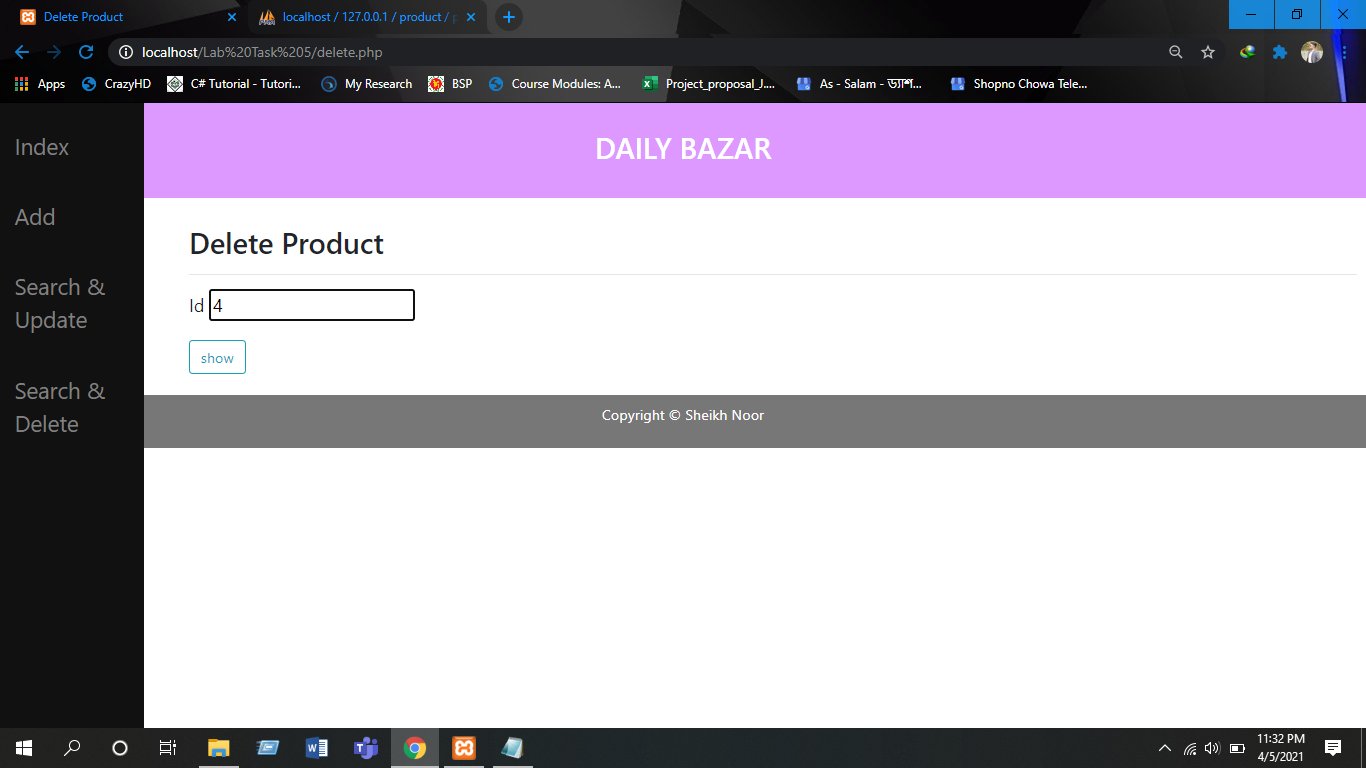 Delete Product
localhost / 127.0.0.1 / product / p
localhost/Lab%20Task%205/delete.php
Apps
CrazyHD
C# Tutorial - Tutori...
My Research
BSP
Course Modules: A...
Project_proposal_J....
As - Salam - ড্যাশ...
Shopno Chowa Tele...
Index
Add
Search &
Update
Search &
Delete
DAILY BAZAR
Delete Product
Id 4
show
Copyright © Sheikh Noor
11:32 PM
4/5/2021